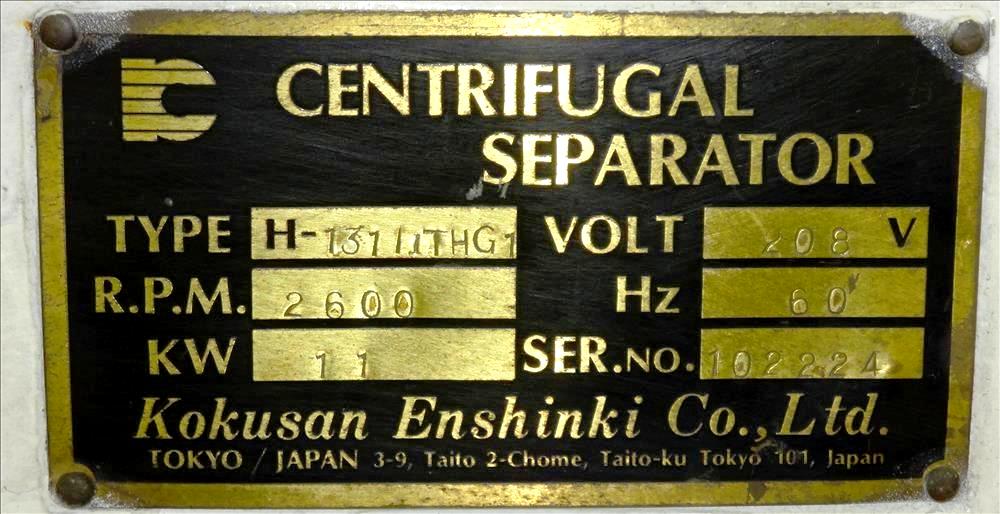 CENTRIFUGAL
SEPARATOR
TYPE H- VOLT 208 V
R.P.M. 2600 Hz 60
KW 11 SER.NO. 102224
Kokusan Enshinki Co., Ltd.
TOKYO / JAPAN 3-9, Taito 2-Chome, Taito-ku Tokyo 101, Japan